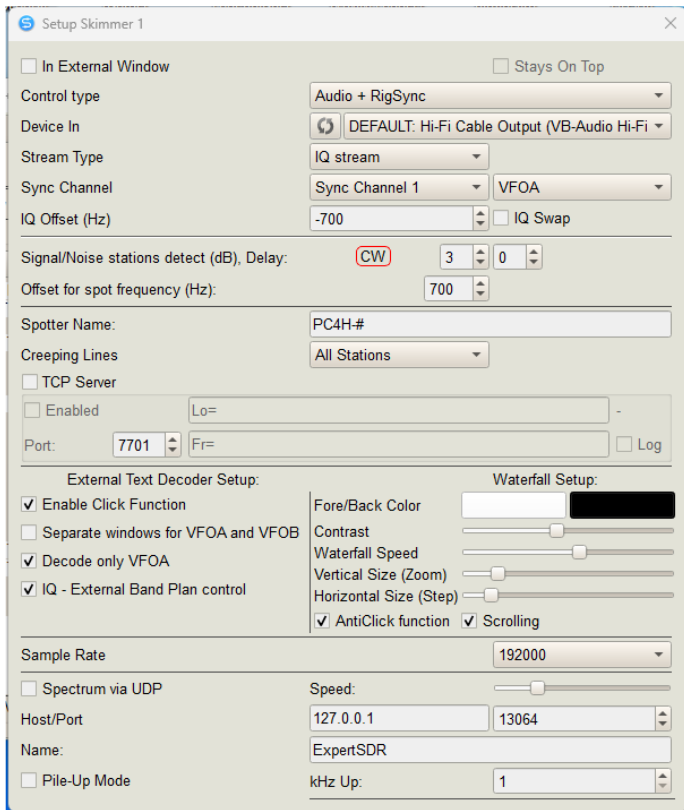 Setup Skimmer 1
In External Window Stays On Top
Control type Audio + RigSync
Device In DEFAULT: Hi-Fi Cable Output (VB-Audio Hi-Fi
Stream Type IQ stream
Sync Channel Sync Channel 1 VFOA
IQ Offset (Hz) -700 IQ Swap
Signal/Noise stations detect (dB), Delay: CW 3 0
Offset for spot frequency (Hz): 700
Spotter Name: PC4H-#
Creeping Lines All Stations
TCP Server
Enabled Lo= -
Port: 7701 Fr= Log
External Text Decoder Setup: Waterfall Setup:
Enable Click Function Fore/Back Color
Separate windows for VFOA and VFOB Contrast
Waterfall Speed
Decode only VFOA
Vertical Size (Zoom)
IQ - External Band Plan control
Horizontal Size (Step)
AntiClick function Scrolling
Sample Rate 192000
Spectrum via UDP Speed:
Host/Port 127.0.0.1 13064
Name: ExpertSDR
Pile-Up Mode kHz Up: 1